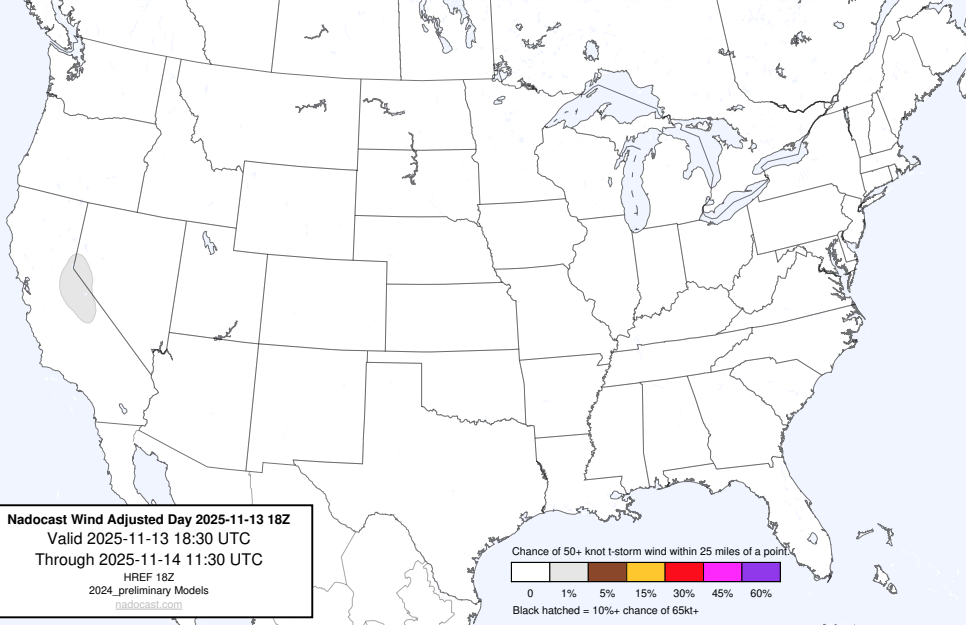 Nadocast Wind Adjusted Day 2025-11-13 18Z
Valid 2025-11-13 18:30 UTC
Through 2025-11-14 11:30 UTC
HREF 18Z
2024_preliminary Models
nadocast.com
Chance of 50+ knot t-storm wind within 25 miles of a point.
0 1% 5% 15% 30% 45% 60%
Black hatched = 10%+ chance of 65kt+